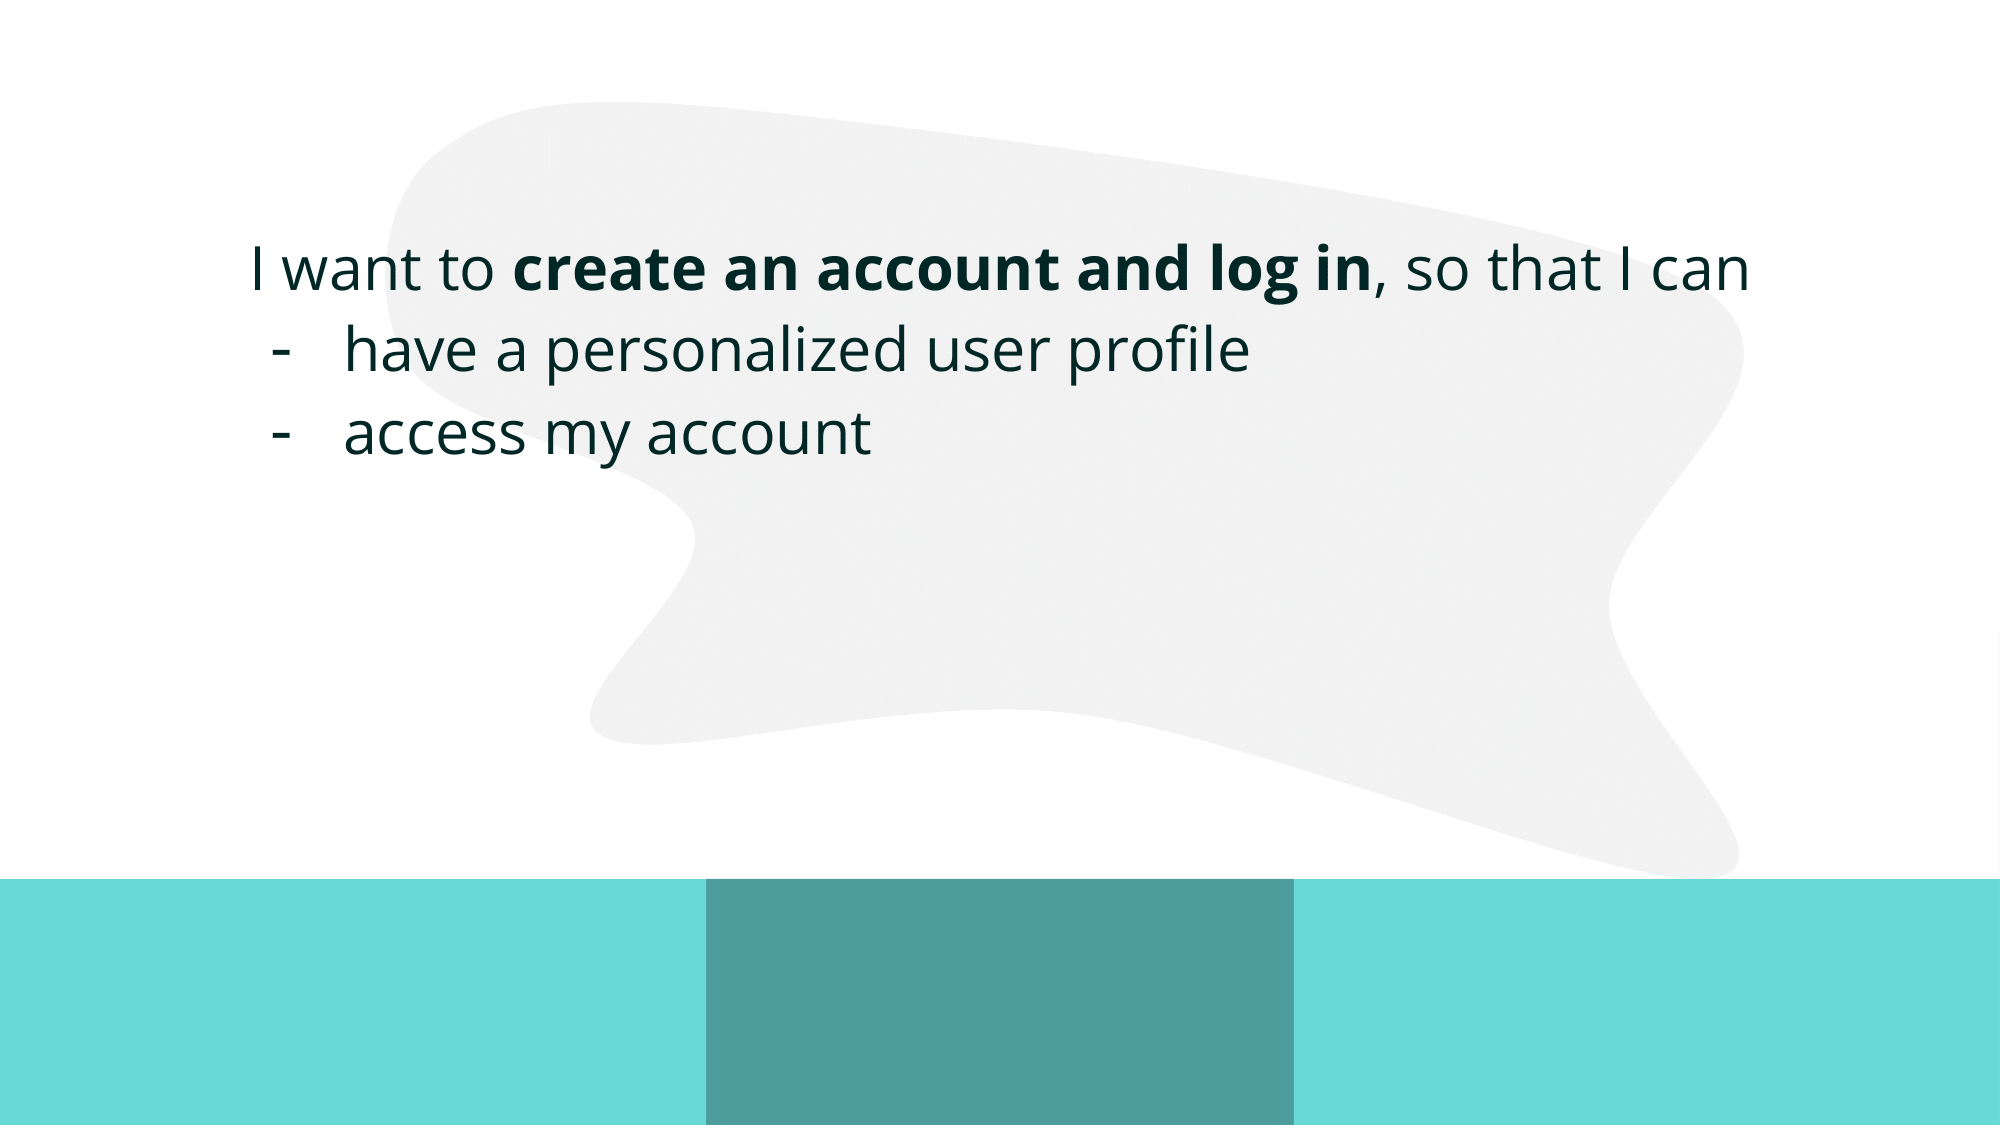 I want to create an account and log in, so that I can
- have a personalized user profile
- access my account